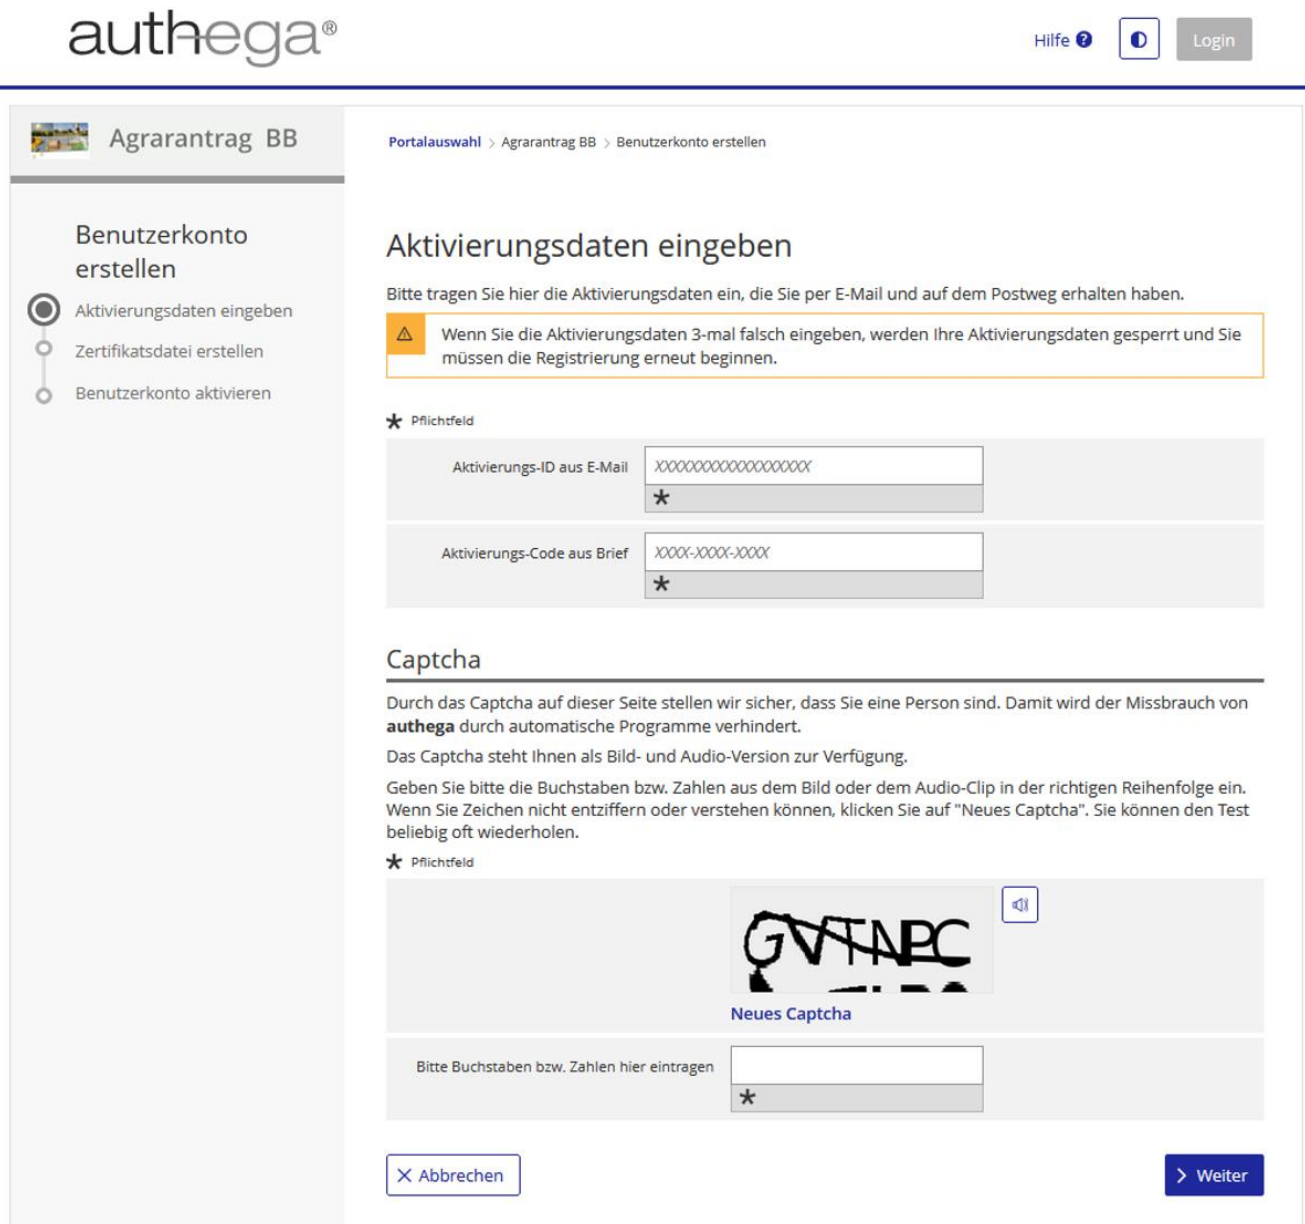 authega®
Hilfe
Login
Agrarantrag BB
Portalauswahl > Agrarantrag BB > Benutzerkonto erstellen
Benutzerkonto
erstellen
Aktivierungsdaten eingeben
Zertifikatsdatei erstellen
Benutzerkonto aktivieren
Aktivierungsdaten eingeben
Bitte tragen Sie hier die Aktivierungsdaten ein, die Sie per E-Mail und auf dem Postweg erhalten haben.
Wenn Sie die Aktivierungsdaten 3-mal falsch eingeben, werden Ihre Aktivierungsdaten gesperrt und Sie
müssen die Registrierung erneut beginnen.
* Pflichtfeld
Aktivierungs-ID aus E-Mail XXXXXXXXXXXXXXXXXX
*
Aktivierungs-Code aus Brief XXXX-XXXX-XXXX
*
Captcha
Durch das Captcha auf dieser Seite stellen wir sicher, dass Sie eine Person sind. Damit wird der Missbrauch von
authega durch automatische Programme verhindert.
Das Captcha steht Ihnen als Bild- und Audio-Version zur Verfügung.
Geben Sie bitte die Buchstaben bzw. Zahlen aus dem Bild oder dem Audio-Clip in der richtigen Reihenfolge ein.
Wenn Sie Zeichen nicht entziffern oder verstehen können, klicken Sie auf "Neues Captcha". Sie können den Test
beliebig oft wiederholen.
* Pflichtfeld
GVTNPC
Neues Captcha
Bitte Buchstaben bzw. Zahlen hier eintragen
*
Abbrechen
> Weiter